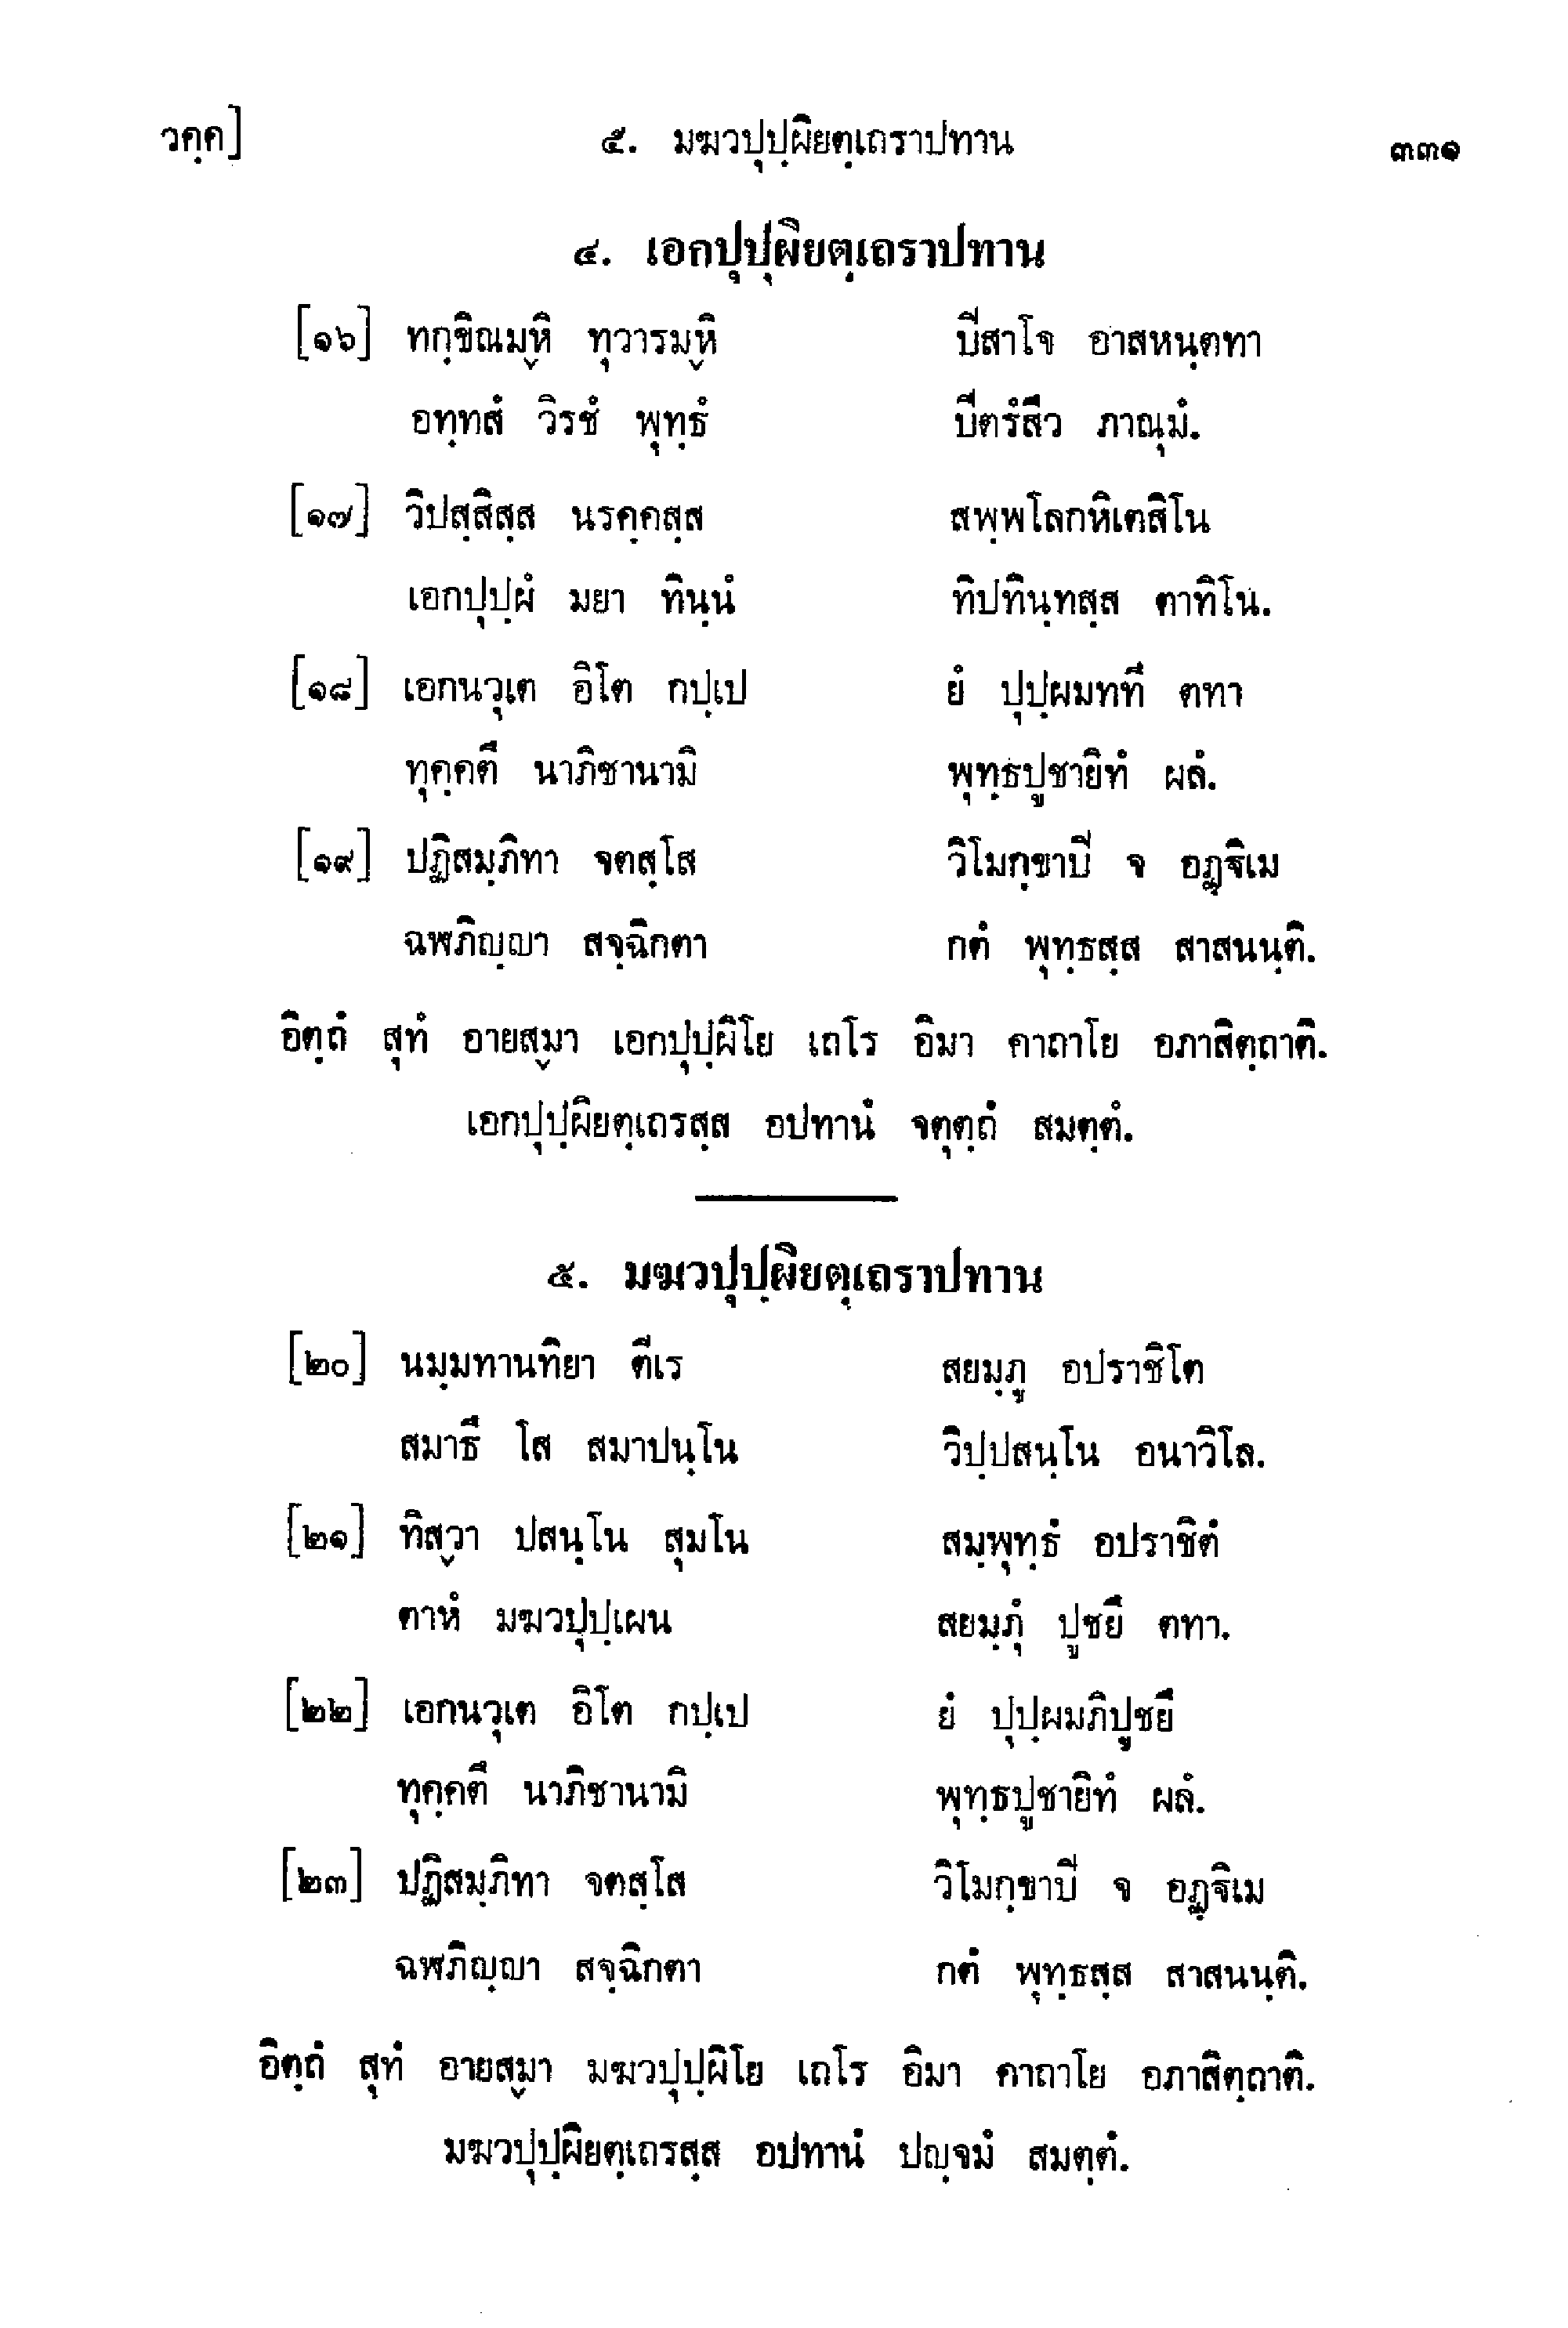 วคฺค] ๕. มฆวปุปฺผิยตฺเถราปทาน ๓๓๑
๔. เอกปุปฺผิยตฺเถราปทาน
[๑๖] ทกฺขิณมฺหิ ทฺวารมฺหิ ปิสาโจ อาสหนฺตทา
อทฺทสํ วิรชํ พุทฺธํ ปีตรํสึว ภาณุมํ.
[๑๗] วิปสฺสิสฺส นรคฺคสฺส สพฺพโลกหิเตสิโน
เอกปุปฺผํ มยา ทินฺนํ ทิปทินฺทสฺส ตาทิโน.
[๑๘] เอกนวุเต อิโต กปฺเป ยํ ปุปฺผมททึ ตทา
ทุคฺคตึ นาภิชานามิ พุทฺธปูชายิทํ ผลํ.
[๑๙] ปฏิสมฺภิทา จตสฺโส วิโมกฺขาปิ จ อฏฺฐิเม
ฉฬภิญฺญา สจฺฉิกตา กตํ พุทฺธสฺส สาสนนฺติ.
อิตฺถํ สุทํ อายสฺมา เอกปุปฺผิโย เถโร อิมา คาถาโย อภาสิตฺถาติ.
เอกปุปฺผิยตฺเถรสฺส อปทานํ จตุตฺถํ สมตฺตํ.
๕. มฆวปุปฺผิยตฺเถราปทาน
[๒๐] นมฺมทานทิยา ตีเร สยมฺภู อปราชิโต
สมาธึ โส สมาปนฺโน วิปฺปสนฺโน อนาวิโล.
[๒๑] ทิสฺวา ปสนฺโน สุมโน สมฺพุทฺธํ อปราชิตํ
ตาหํ มฆวปุปฺเผน สยมฺภุํ ปูชยึ ตทา.
[๒๒] เอกนวุเต อิโต กปฺเป ยํ ปุปฺผมภิปูชยึ
ทุคฺคตึ นาภิชานามิ พุทฺธปูชายิทํ ผลํ.
[๒๓] ปฏิสมฺภิทา จตสฺโส วิโมกฺขาปิ จ อฏฺฐิเม
ฉฬภิญฺญา สจฺฉิกตา กตํ พุทฺธสฺส สาสนนฺติ.
อิตฺถํ สุทํ อายสฺมา มฆวปุปฺผิโย เถโร อิมา คาถาโย อภาสิตฺถาติ.
มฆวปุปฺผิยตฺเถรสฺส อปทานํ ปญฺจมํ สมตฺตํ.